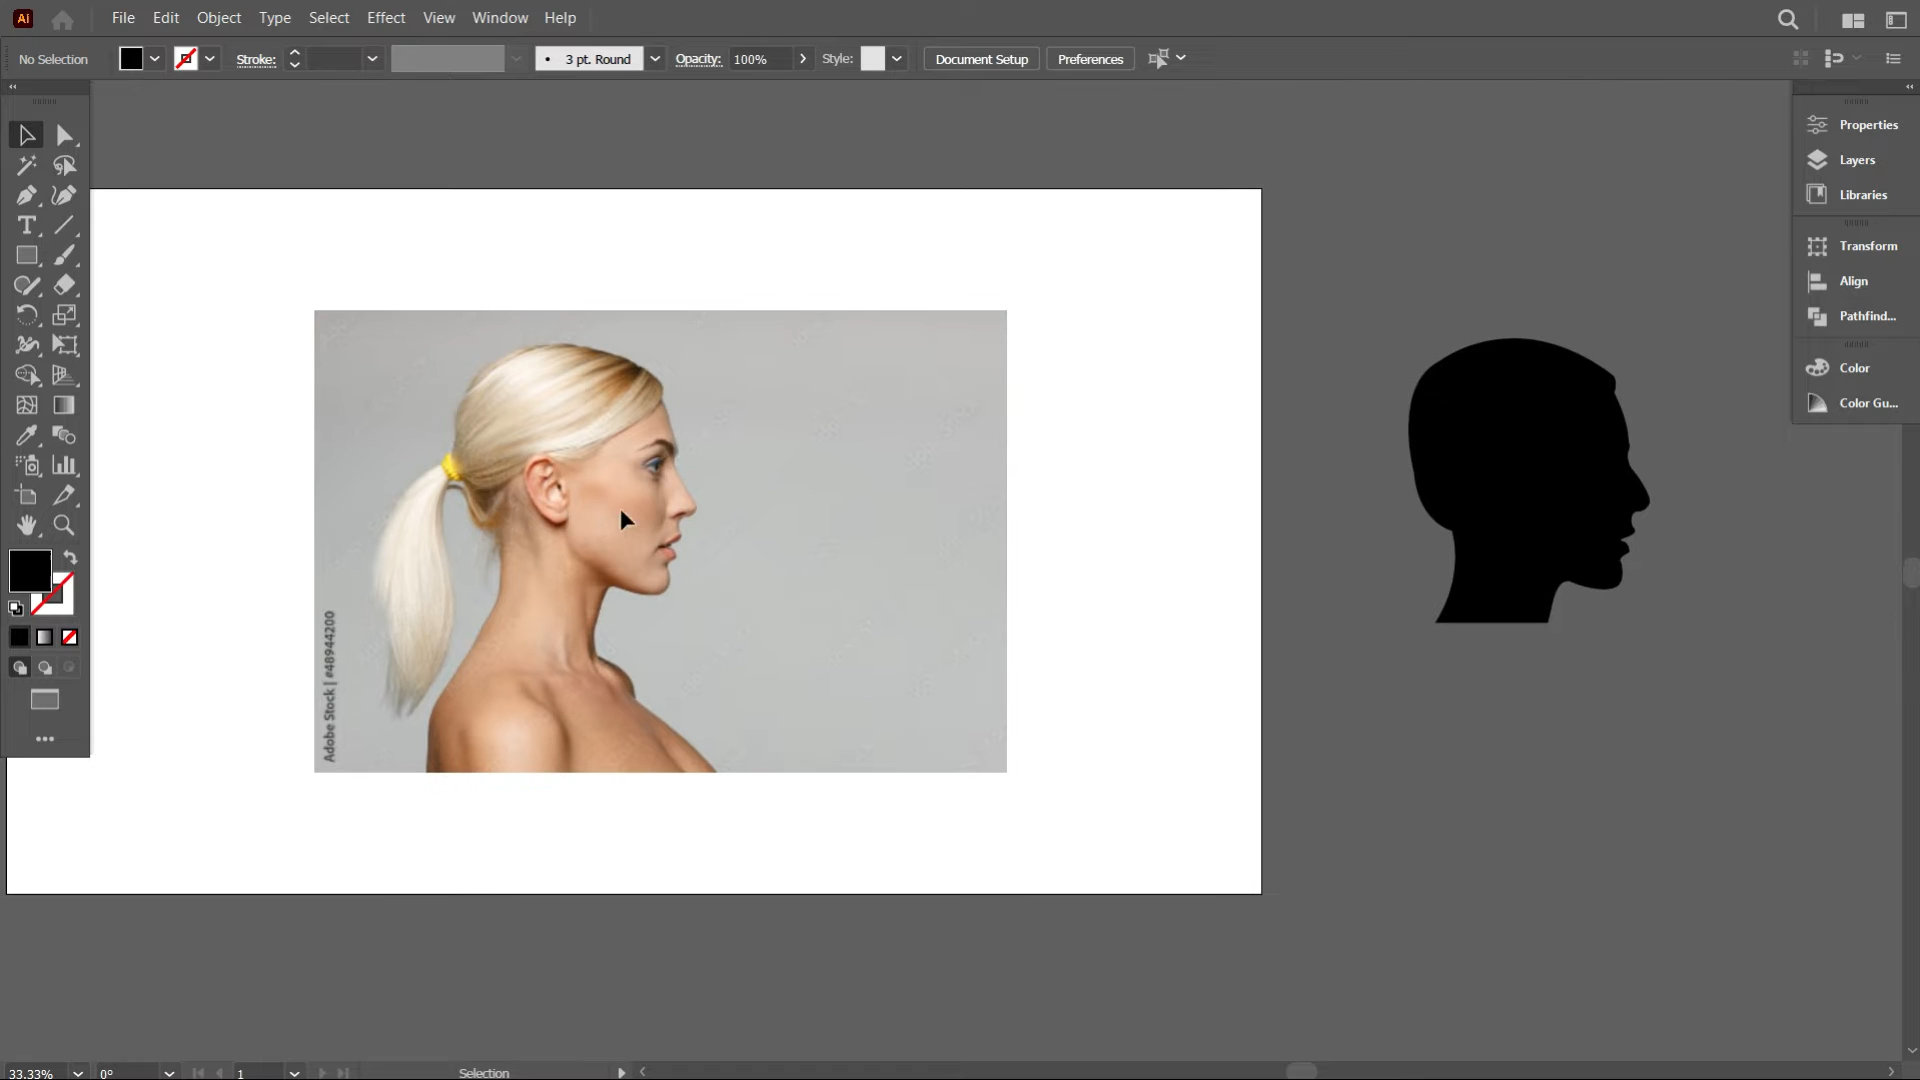 Ai
File Edit Object Type Select Effect View Window Help
No Selection
Stroke:
3 pt. Round
Opacity: 100%
Style:
Document Setup
Preferences
Properties
Layers
Libraries
Transform
Align
Pathfind...
Color
Color Gu...
T
Adobe Stock | #48944200
33.33%
0°
1
Selection